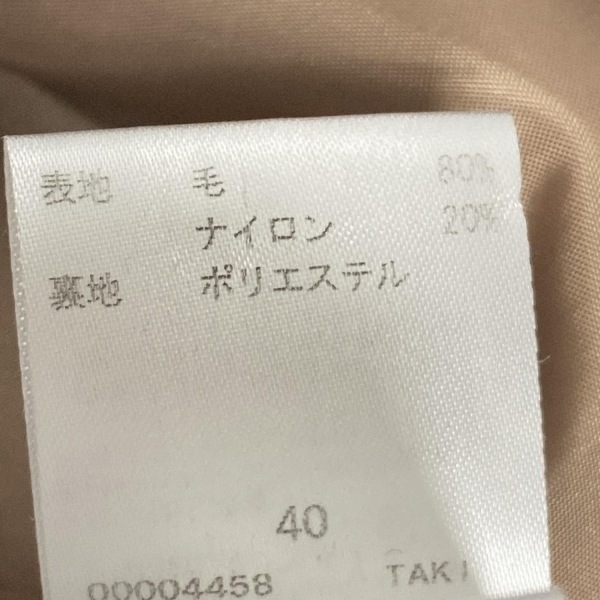 表地 毛 80%
ナイロン 20%
裏地 ポリエステル
40
00004458 TAKI